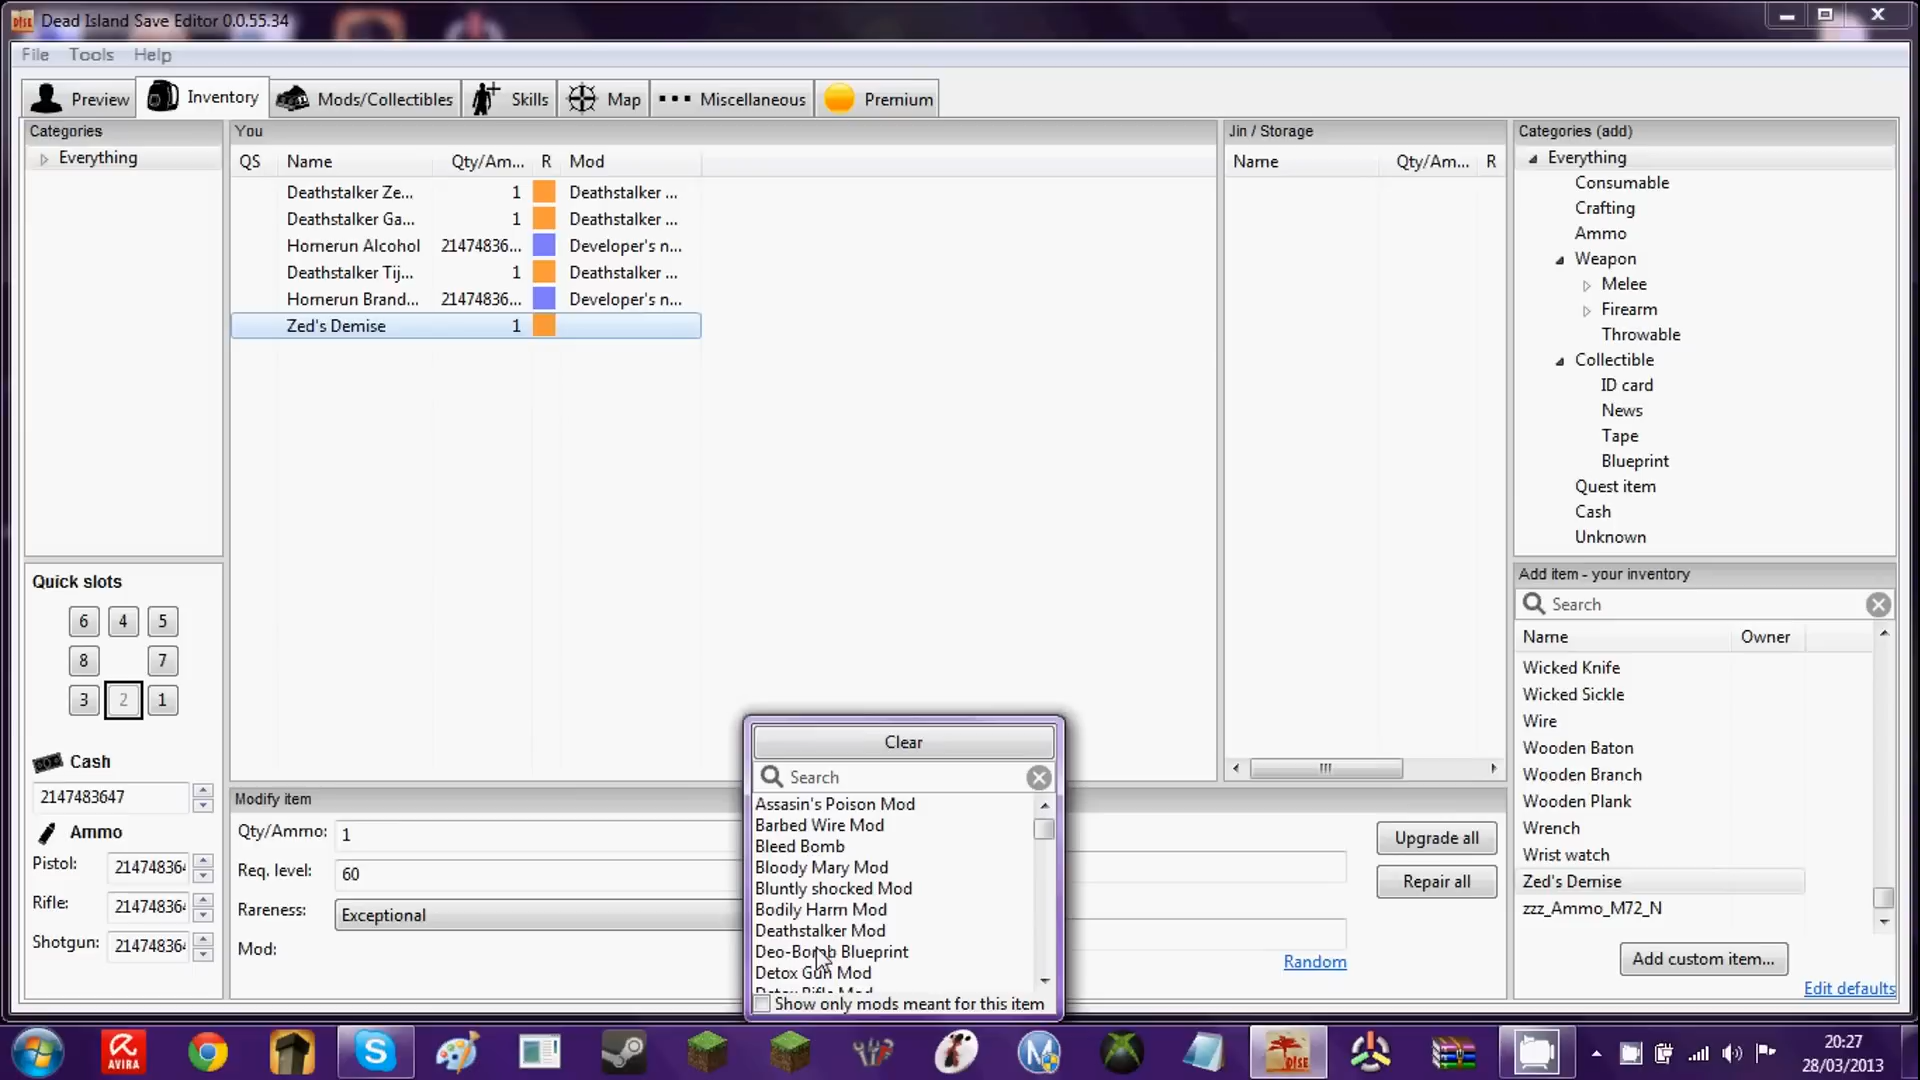 Dead Island Save Editor 0.0.55.34
File Tools Help
Preview Inventory Mods/Collectibles Skills Map Miscellaneous Premium
Categories
Everything
You
QS Name Qty/Am... R Mod
Deathstalker Ze... 1 Deathstalker ...
Deathstalker Ga... 1 Deathstalker ...
Homerun Alcohol 21474836... Developer's n...
Deathstalker Tij... 1 Deathstalker ...
Homerun Brand... 21474836... Developer's n...
Zed's Demise 1
Jin / Storage
Name Qty/Am... R
Categories (add)
Everything
Consumable
Crafting
Ammo
Weapon
Melee
Firearm
Throwable
Collectible
ID card
News
Tape
Blueprint
Quest item
Cash
Unknown
Quick slots
6 4 5
8 7
3 2 1
Cash
2147483647
Ammo
Pistol: 214748364
Rifle: 214748364
Shotgun: 214748364
Modify item
Qty/Ammo: 1
Req. level: 60
Rareness: Exceptional
Mod:
Clear
Search
Assasin's Poison Mod
Barbed Wire Mod
Bleed Bomb
Bloody Mary Mod
Bluntly shocked Mod
Bodily Harm Mod
Deathstalker Mod
Deo-Bomb Blueprint
Detox Gun Mod
Detox Rifle Mod
Show only mods meant for this item
Upgrade all
Repair all
Random
Add item - your inventory
Search
Name Owner
Wicked Knife
Wicked Sickle
Wire
Wooden Baton
Wooden Branch
Wooden Plank
Wrench
Wrist watch
Zed's Demise
zzz_Ammo_M72_N
Add custom item...
Edit defaults
AVIRA
DISE
20:27
28/03/2013